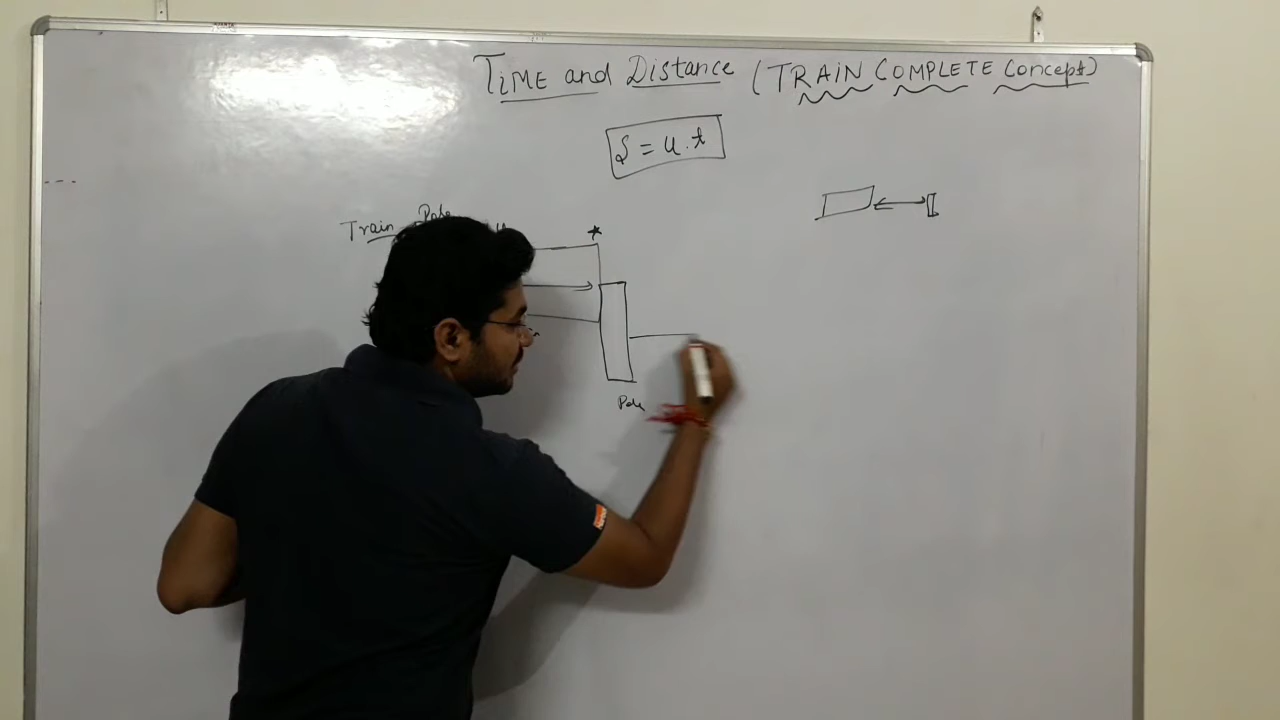 TIME and Distance (TRAIN COMPLETE Concept)
S = u.t
Train Pole
Pole